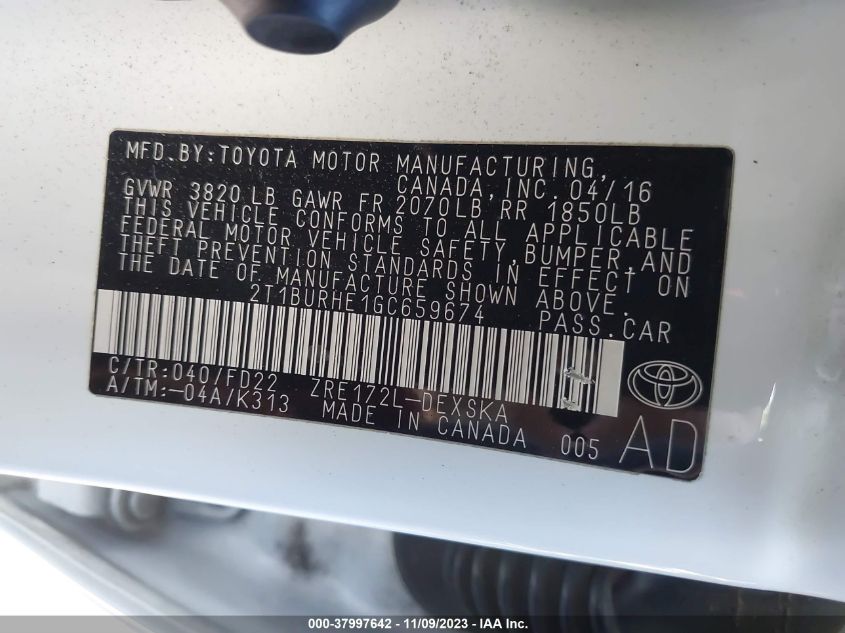 MFD.BY:TOYOTA MOTOR MANUFACTURING,
CANADA,INC. 04/16
GVWR 3820 LB GAWR FR 2070LB RR 1850LB
THIS VEHICLE CONFORMS TO ALL APPLICABLE
FEDERAL MOTOR VEHICLE SAFETY,BUMPER,AND
THEFT PREVENTION STANDARDS IN EFFECT ON
THE DATE OF MANUFACTURE SHOWN ABOVE.
2T1BURHE1GC659674 PASS.CAR
C/TR:040/FD22 ZRE172L-DEXSKA
A/TM:-04A/K313 MADE IN CANADA 005 AD
000-37997642 - 11/09/2023 - IAA Inc.